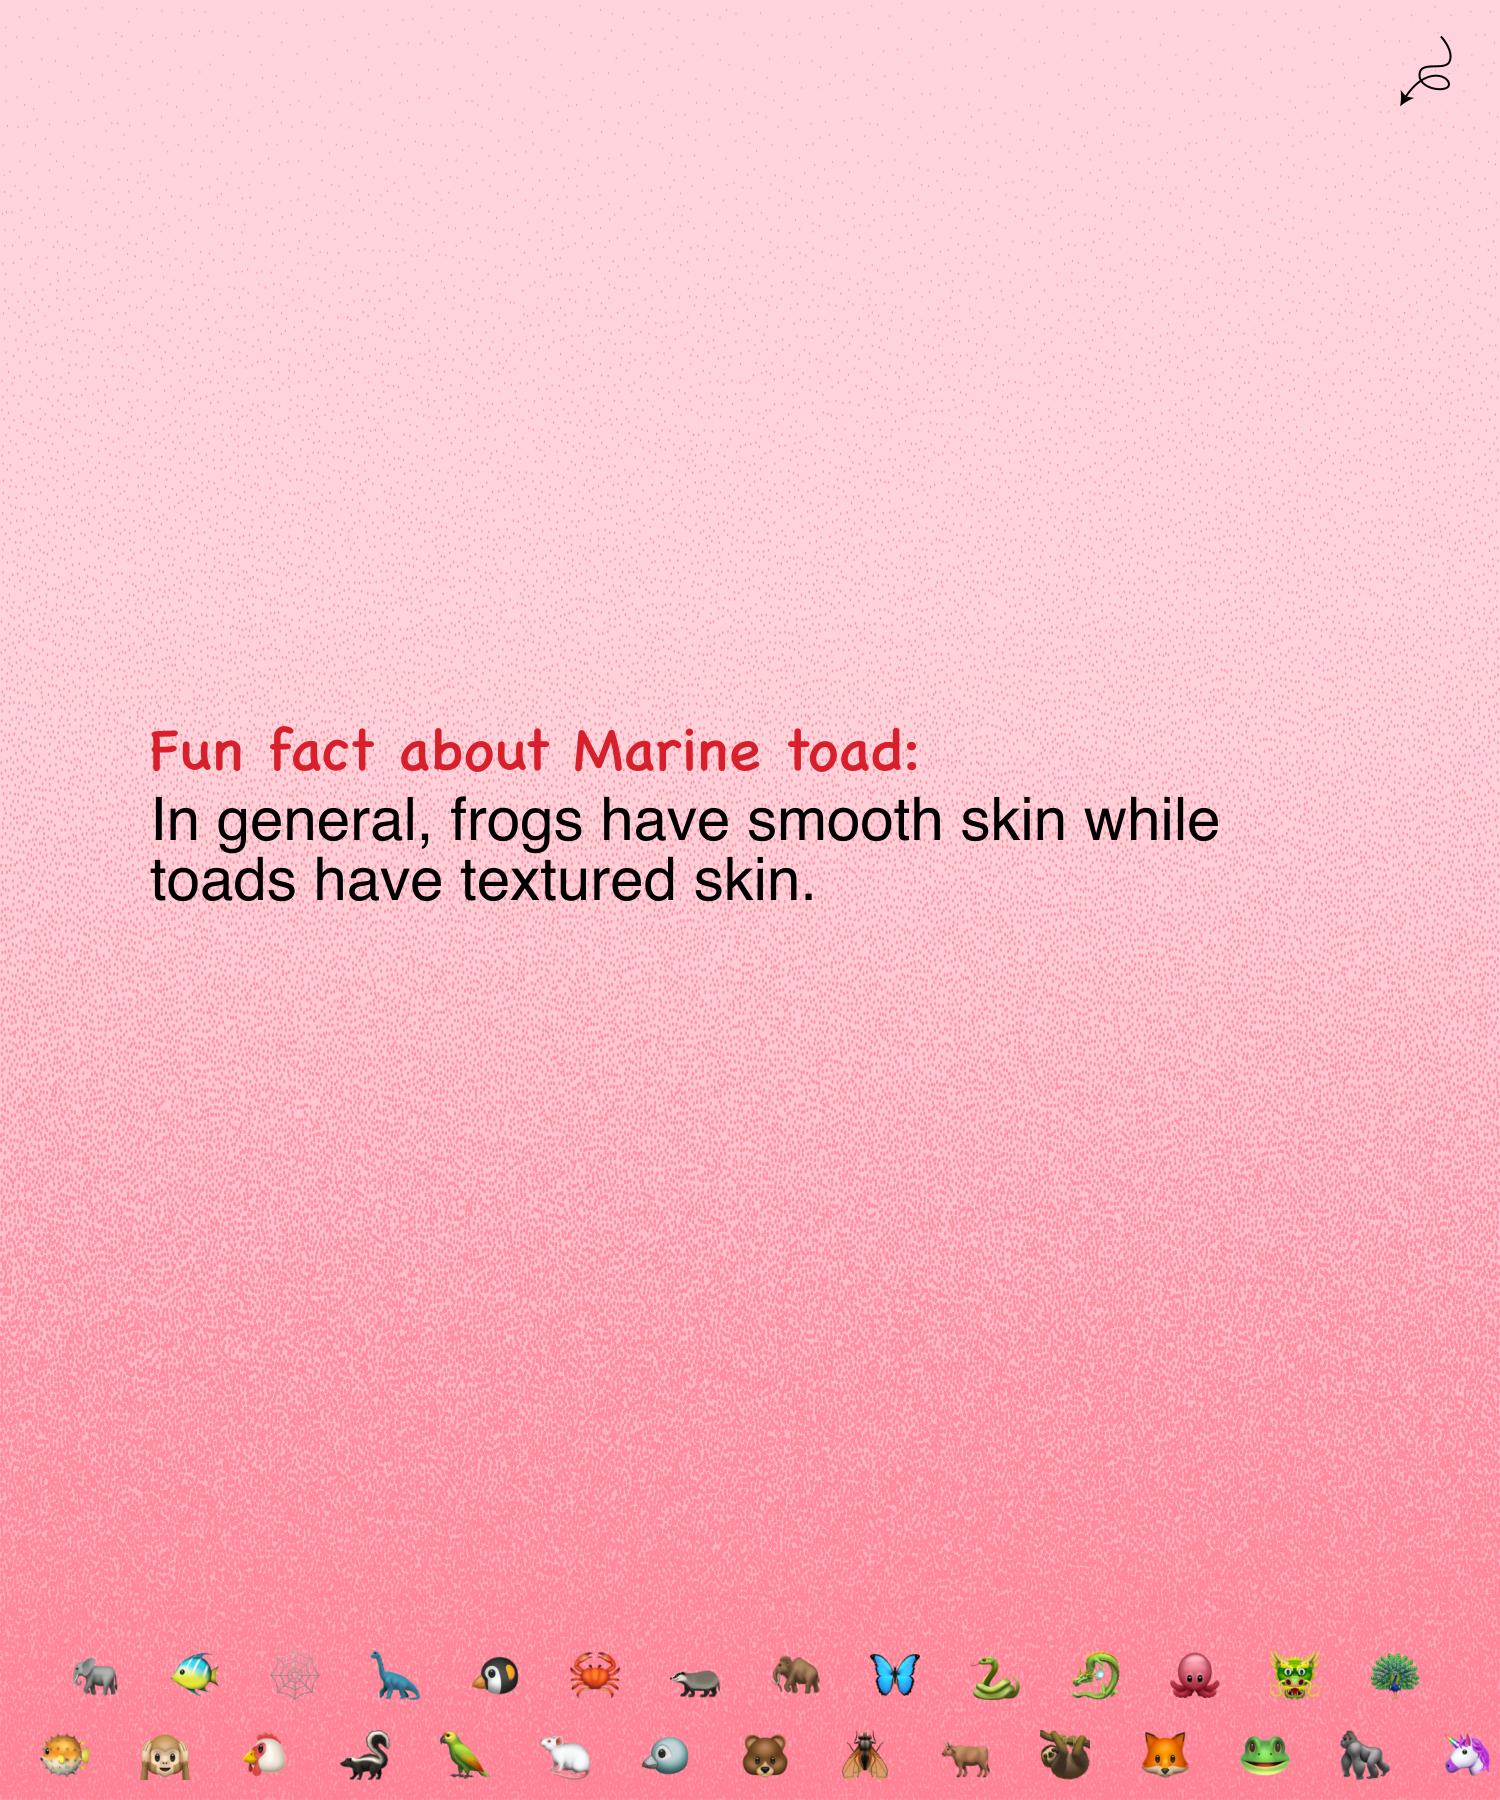 Fun fact about Marine toad:
In general, frogs have smooth skin while
toads have textured skin.